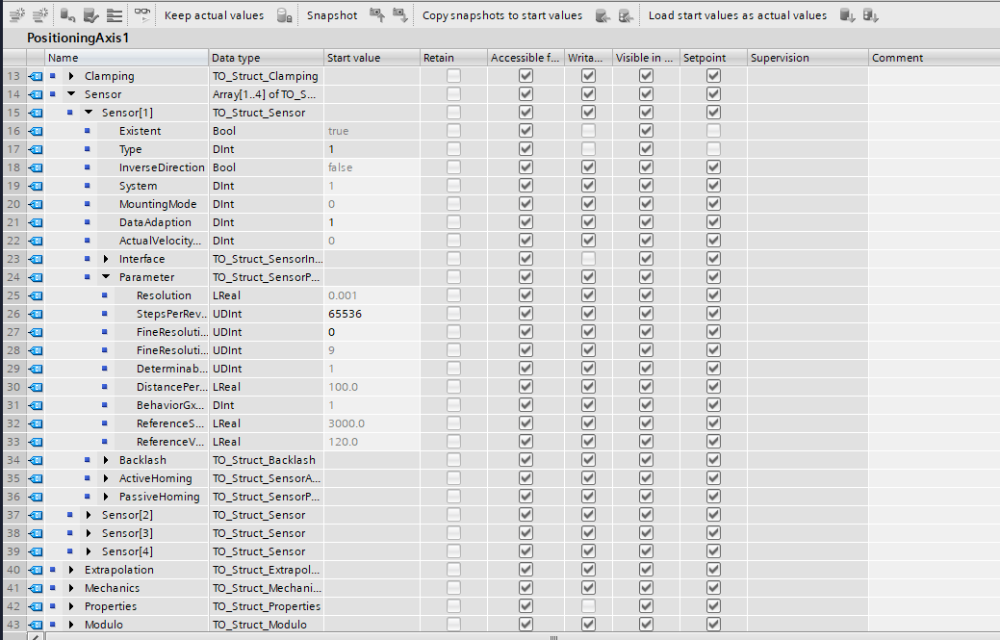 Keep actual values Snapshot Copy snapshots to start values Load start values as actual values
PositioningAxis1
Name Data type Start value Retain Accessible f... Writa... Visible in ... Setpoint Supervision Comment
13 Clamping TO_Struct_Clamping
14 Sensor Array[1..4] of TO_S...
15 Sensor[1] TO_Struct_Sensor
16 Existent Bool true
17 Type DInt 1
18 InverseDirection Bool false
19 System DInt 1
20 MountingMode DInt 0
21 DataAdaption DInt 1
22 ActualVelocity... DInt 0
23 Interface TO_Struct_SensorIn...
24 Parameter TO_Struct_SensorP...
25 Resolution LReal 0.001
26 StepsPerRev... UDInt 65536
27 FineResoluti... UDInt 0
28 FineResoluti... UDInt 9
29 Determinab... UDInt 1
30 DistancePer... LReal 100.0
31 BehaviorGx... DInt 1
32 ReferenceS... LReal 3000.0
33 ReferenceV... LReal 120.0
34 Backlash TO_Struct_Backlash
35 ActiveHoming TO_Struct_SensorA...
36 PassiveHoming TO_Struct_SensorP...
37 Sensor[2] TO_Struct_Sensor
38 Sensor[3] TO_Struct_Sensor
39 Sensor[4] TO_Struct_Sensor
40 Extrapolation TO_Struct_Extrapol...
41 Mechanics TO_Struct_Mechani...
42 Properties TO_Struct_Properties
43 Modulo TO_Struct_Modulo